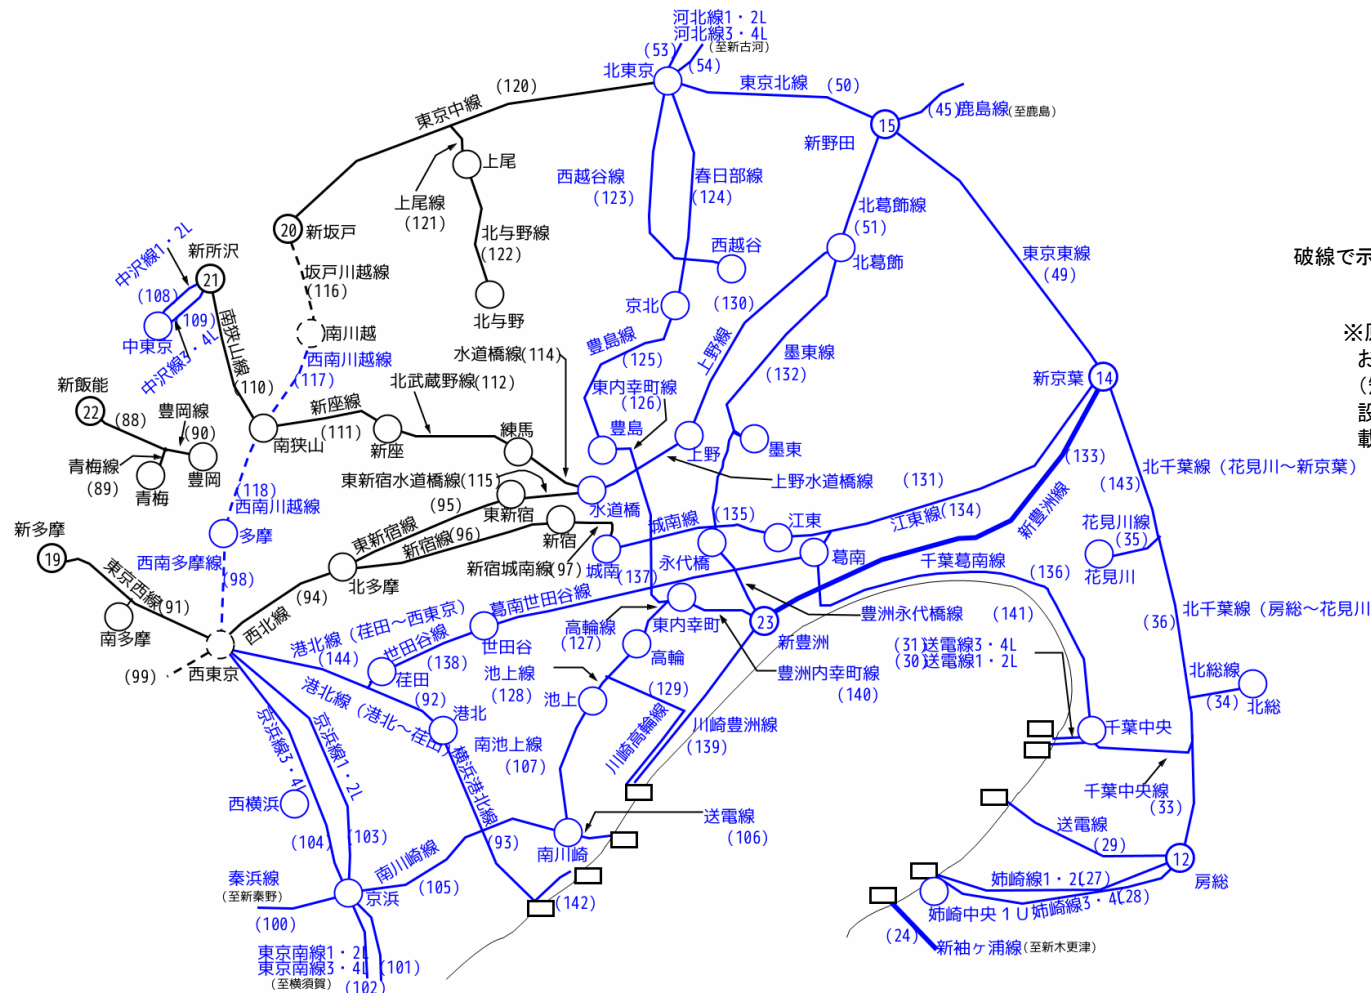 河北線1・2L
河北線3・4L
(至新古河)
(53)
(54)
北東京
(120)
東京中線
東京北線
(50)
(45)
鹿島線
(至鹿島)
15
新野田
上尾
上尾線
(121)
西越谷線
(123)
春日部線
(124)
北葛飾線
(51)
20
新坂戸
北与野線
(122)
西越谷
北葛飾
東京東線
(49)
破線で示
中沢線1・2L
新所沢
21
坂戸川越線
(116)
(108)
(109)
中東京
中沢線3・4L
南狭山線
(110)
南川越
北与野
京北
(130)
豊島線
(125)
上野線
墨東線
(132)
西南川越線
(117)
水道橋線(114)
北武蔵野線(112)
東内幸町線
(126)
新京葉
14
新飯能
22
(88)
豊岡線
(90)
新座線
(111)
南狭山
新座
練馬
豊島
上野
墨東
青梅線
(89)
青梅
豊岡
東新宿水道橋線(115)
上野水道橋線
(131)
(133)
北千葉線（花見川～新京葉）
(143)
(118)
西南川越線
(95)
東新宿
水道橋
江東線(134)
新豊洲線
新多摩
19
多摩
東新宿線
新宿線(96)
新宿
城南線
(135)
江東
花見川線
(35)
花見川
東京西線
(91)
西南多摩線
(98)
北多摩
新宿城南線(97)
城南
(137)
永代橋
葛南
千葉葛南線
(136)
南多摩
西北線
(94)
葛南世田谷線
港北線（荏田～西東京）
(144)
世田谷線
(138)
世田谷
高輪線
(127)
東内幸町
23
新豊洲
豊洲永代橋線
(141)
北千葉線（房総～花見川
(36)
(99)
西東京
荏田
(92)
池上線
(128)
高輪
豊洲内幸町線
(140)
(31)送電線3・4L
(30)送電線1・2L
北総線
(34)
北総
京浜線3・4L
京浜線1・2L
港北線（港北～荏田）
港北
池上
(129)
南池上線
(107)
川崎高輪線
川崎豊洲線
(139)
千葉中央
千葉中央線
(33)
西横浜
横浜港北線
(93)
(104)
(103)
送電線
(106)
送電線
(29)
南川崎線
(105)
南川崎
12
房総
秦浜線
(至新秦野)
(100)
京浜
(142)
姉崎線1・2L
(27)
姉崎中央1U
姉崎線3・4L
(28)
(24)
新袖ヶ浦線
(至新木更津)
東京南線1・2L
東京南線3・4L
(101)
(至横須賀)
(102)